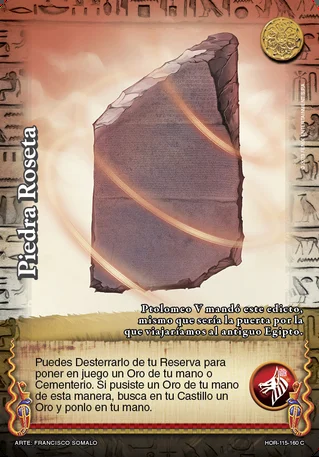 Piedra Roseta
Ptolomeo V mandó este edicto,
mismo que sería la puerta por la
que viajaríamos al antiguo Egipto.
Puedes Desterrarlo de tu Reserva para
poner en juego un Oro de tu mano o
Cementerio. Si pusiste un Oro de tu mano
de esta manera, busca en tu Castillo un
Oro y ponlo en tu mano.
ARTE: FRANCISCO SOMALO
HOR-115-160 C